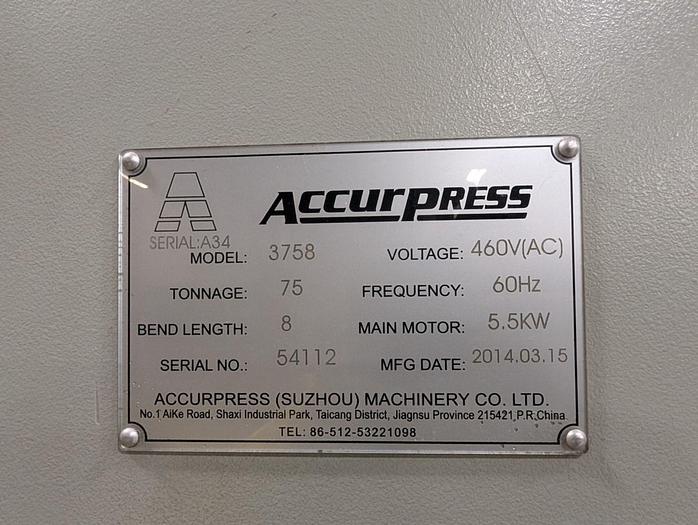 ACCURPRESS
SERIAL:A34
MODEL: 3758 VOLTAGE: 460V(AC)
TONNAGE: 75 FREQUENCY: 60Hz
BEND LENGTH: 8 MAIN MOTOR: 5.5KW
SERIAL NO.: 54112 MFG DATE: 2014.03.15
ACCURPRESS (SUZHOU) MACHINERY CO. LTD.
No.1 AiKe Road, Shaxi Industrial Park, Taicang District, Jiagnsu Province 215421,P.R,China.
TEL: 86-512-53221098